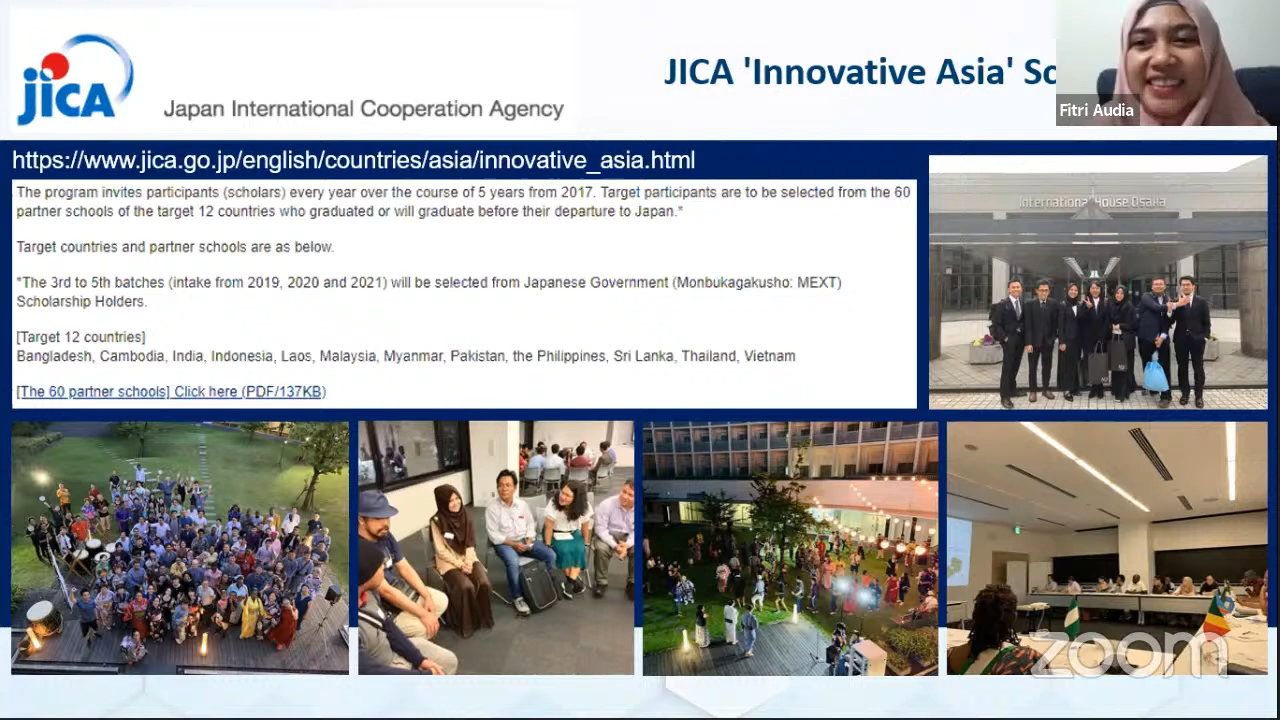 JICA
Japan International Cooperation Agency
JICA 'Innovative Asia'
Fitri Audia
https://www.jica.go.jp/english/countries/asia/innovative_asia.html
The program invites participants (scholars) every year over the course of 5 years from 2017. Target participants are to be selected from the 60
partner schools of the target 12 countries who graduated or will graduate before their departure to Japan.*
Target countries and partner schools are as below.
*The 3rd to 5th batches (intake from 2019, 2020 and 2021) will be selected from Japanese Government (Monbukagakusho: MEXT)
Scholarship Holders.
[Target 12 countries]
Bangladesh, Cambodia, India, Indonesia, Laos, Malaysia, Myanmar, Pakistan, the Philippines, Sri Lanka, Thailand, Vietnam
[The 60 partner schools] Click here (PDF/137KB)
International House Osaka
zoom